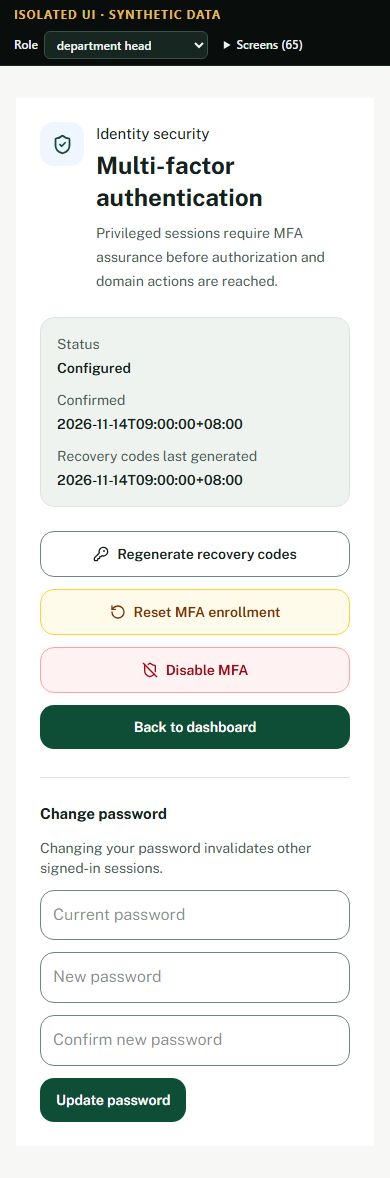 ISOLATED UI · SYNTHETIC DATA
Role
department head
Screens (65)
Identity security
Multi-factor
authentication
Privileged sessions require MFA
assurance before authorization and
domain actions are reached.
Status
Configured
Confirmed
2026-11-14T09:00:00+08:00
Recovery codes last generated
2026-11-14T09:00:00+08:00
Regenerate recovery codes
Reset MFA enrollment
Disable MFA
Back to dashboard
Change password
Changing your password invalidates other
signed-in sessions.
Current password
New password
Confirm new password
Update password